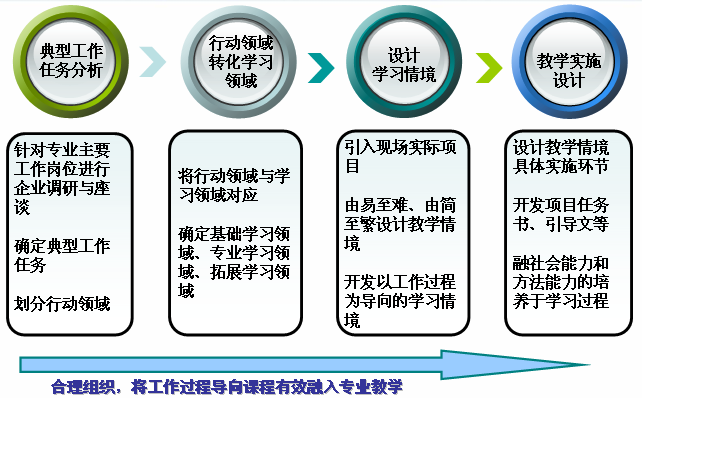 典型工作
任务分析
行动领域
转化学习
领域
设计
学习情境
教学实施
设计
针对专业主要
工作岗位进行
企业调研与座
谈
确定典型工作
任务
划分行动领域
将行动领域与学
习领域对应
确定基础学习领
域、专业学习领
域、拓展学习领
域
引入现场实际项
目
由易至难、由简
至繁设计教学情
境
开发以工作过程
为导向的学习情
境
设计教学情境
具体实施环节
开发项目任务
书、引导文等
融社会能力和
方法能力的培
养于学习过程
合理组织，将工作过程导向课程有效融入专业教学